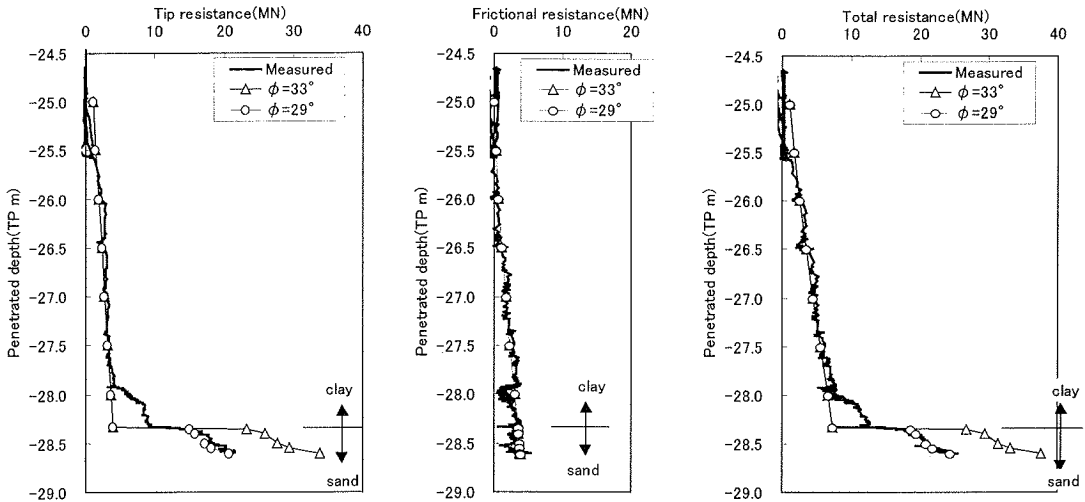 Tip resistance(MN)
0 10 20 30 40
-24.5
-25.0
-25.5
-26.0
-26.5
-27.0
-27.5
-28.0
-28.5
-29.0
Penetrated depth(TP m)
Measured
ϕ=33°
ϕ=29°
clay
sand
Frictional resistance(MN)
0 10 20
-24.5
-25.0
-25.5
-26.0
-26.5
-27.0
-27.5
-28.0
-28.5
-29.0
Penetrated depth(TP m)
Measured
ϕ=33°
ϕ=29°
clay
sand
Total resistance(MN)
0 10 20 30 40
-24.5
-25.0
-25.5
-26.0
-26.5
-27.0
-27.5
-28.0
-28.5
-29.0
Penetrated depth(TP m)
Measured
ϕ=33°
ϕ=29°
clay
sand